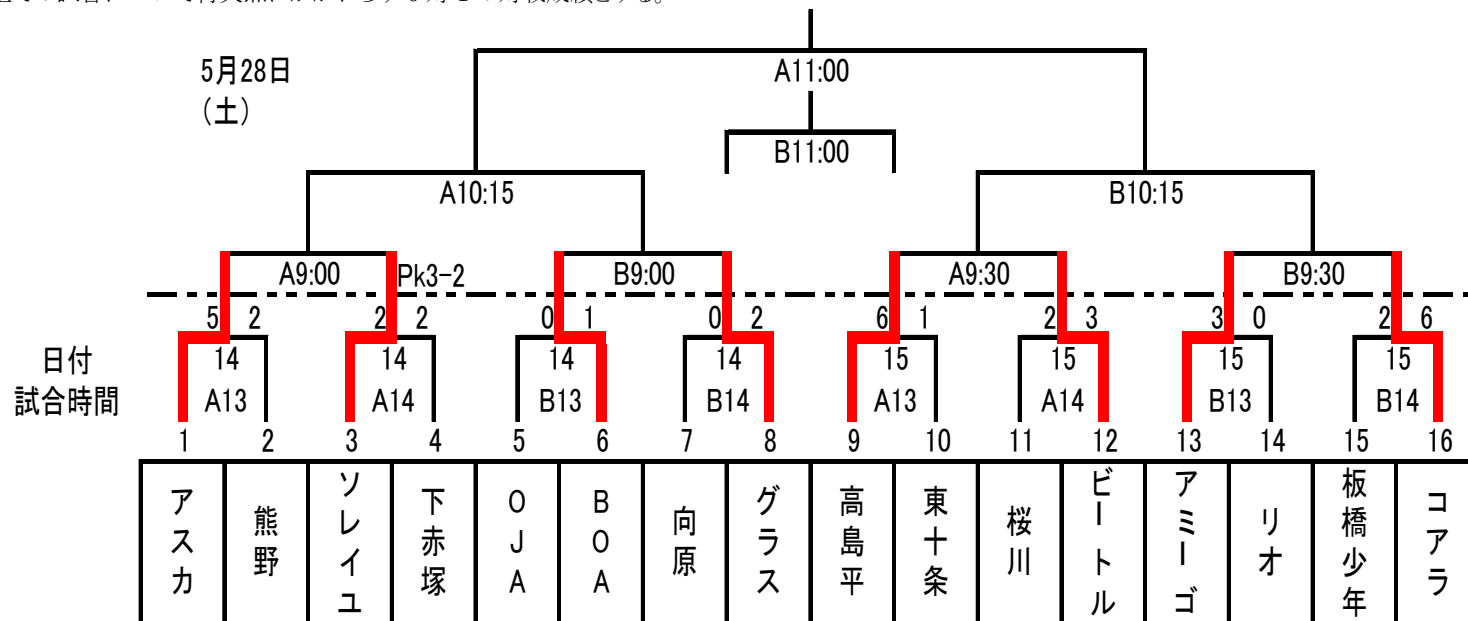 5月28日
(土)
A11:00
B11:00
A10:15
B10:15
A9:00
Pk3-2
B9:00
A9:30
B9:30
5 2 2 2 0 1 0 2 6 1 2 3 3 0 2 6
日付
14 14 14 14 15 15 15 15
試合時間
A13 A14 B13 B14 A13 A14 B13 B14
1 2 3 4 5 6 7 8 9 10 11 12 13 14 15 16
アスカ
熊野
ソレイユ
下赤塚
OJA
BOA
向原
グラス
高島平
東十条
桜川
ビートル
アミーゴ
リオ
板橋少年
コアラ